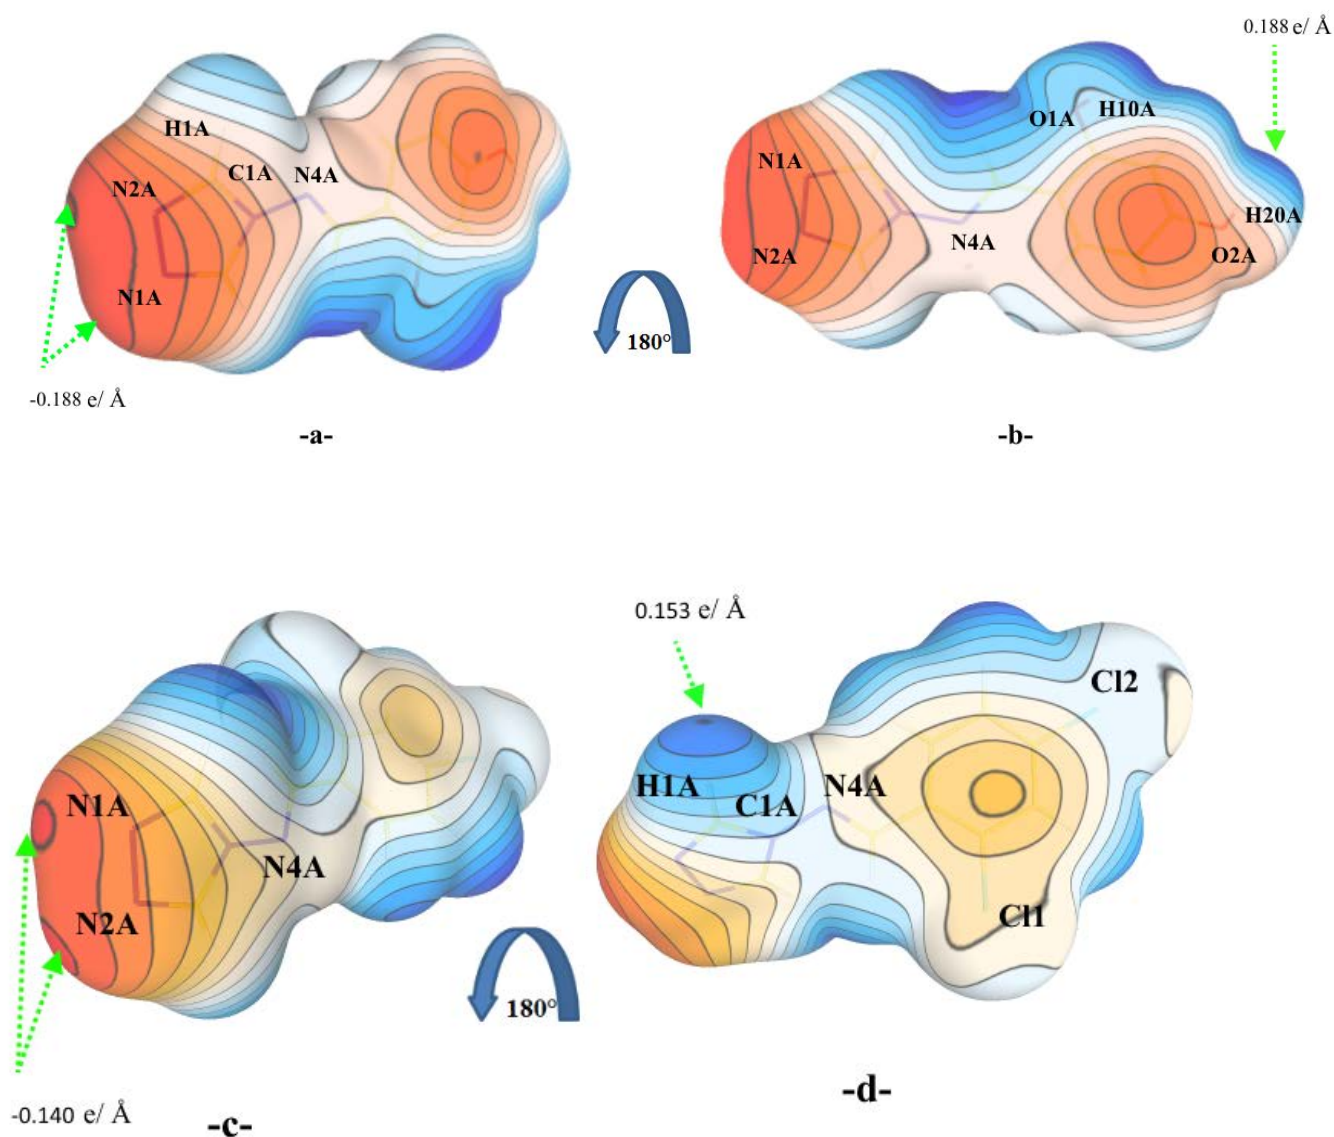 0.188 e/ Å
H1A
N2A
C1A
N4A
N1A
-0.188 e/ Å
-a-
180°
N1A
O1A
H10A
N4A
N2A
H20A
O2A
-b-
N1A
N4A
N2A
-0.140 e/ Å
-c-
180°
0.153 e/ Å
Cl2
H1A
C1A
N4A
Cl1
-d-